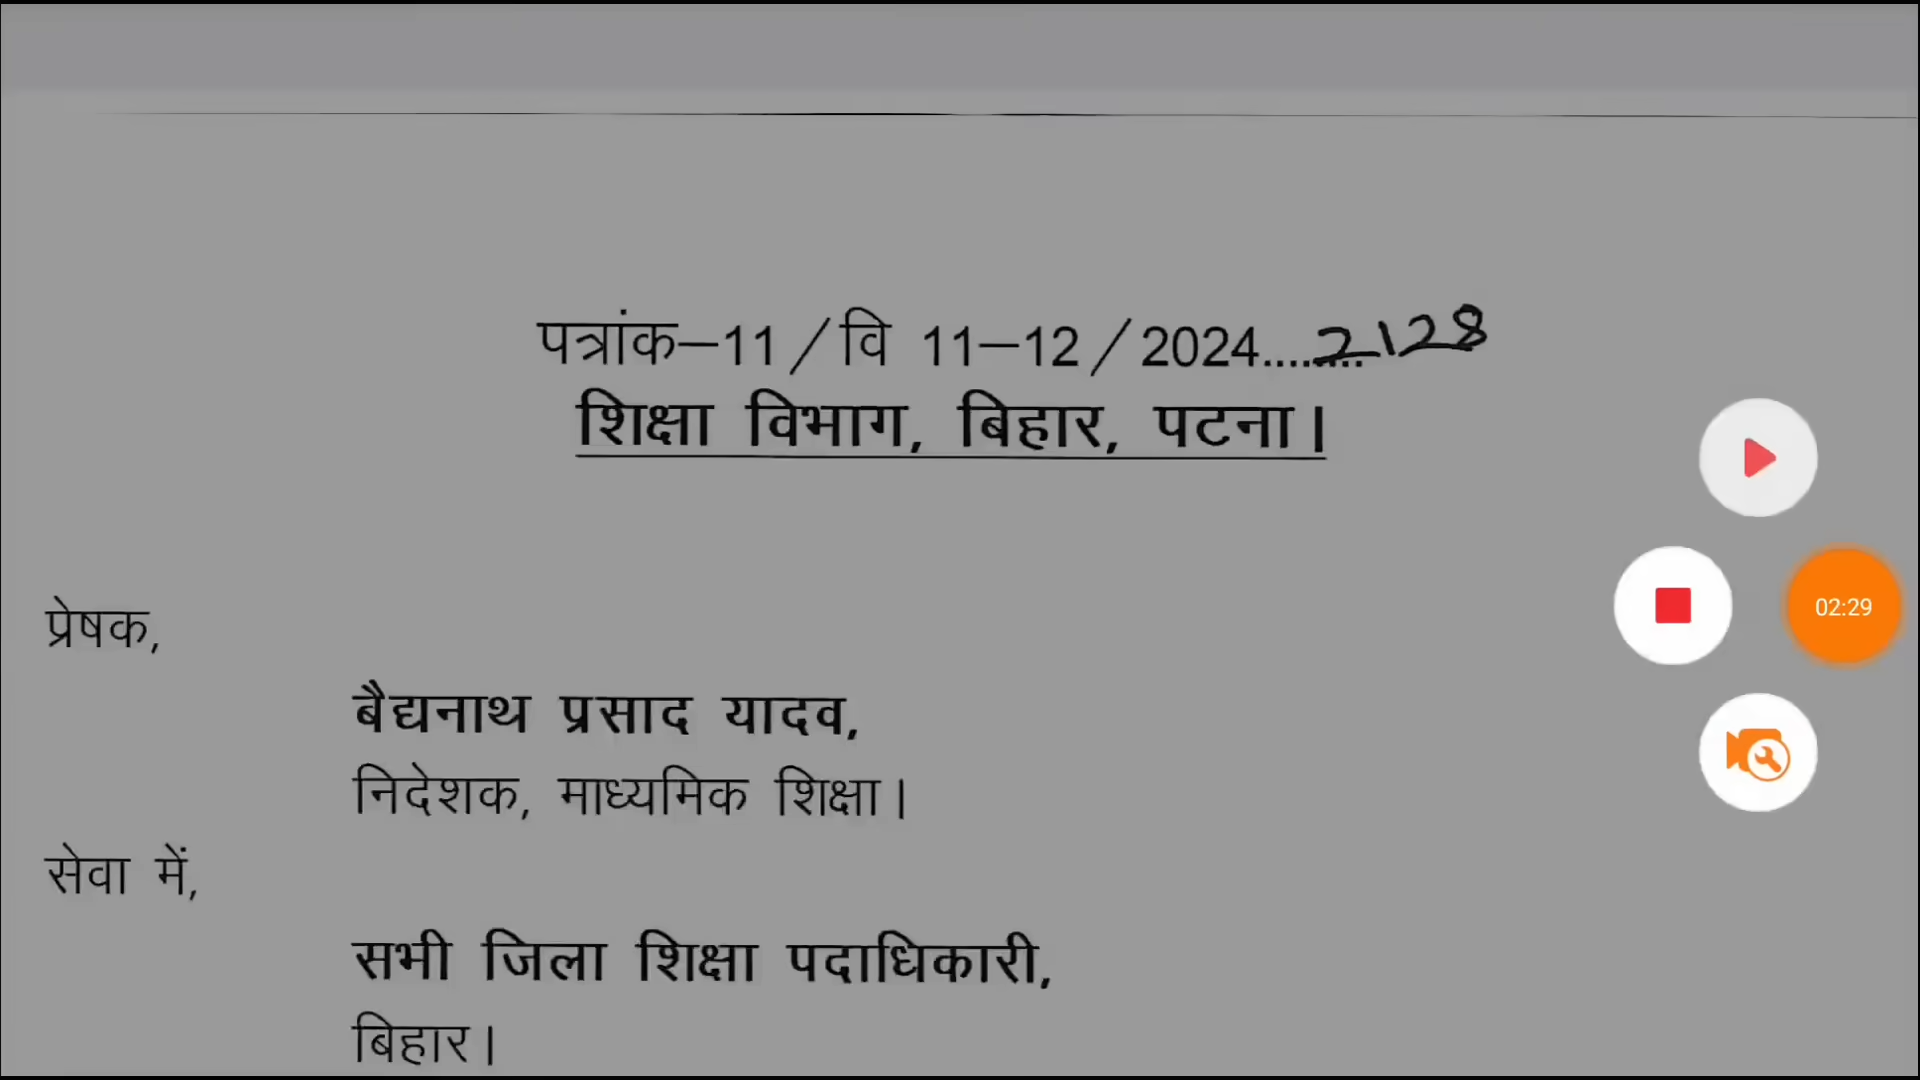 पत्रांक–11/वि 11–12/2024........2128
शिक्षा विभाग, बिहार, पटना।
प्रेषक,
बैद्यनाथ प्रसाद यादव,
निदेशक, माध्यमिक शिक्षा।
सेवा में,
सभी जिला शिक्षा पदाधिकारी,
बिहार।
02:29